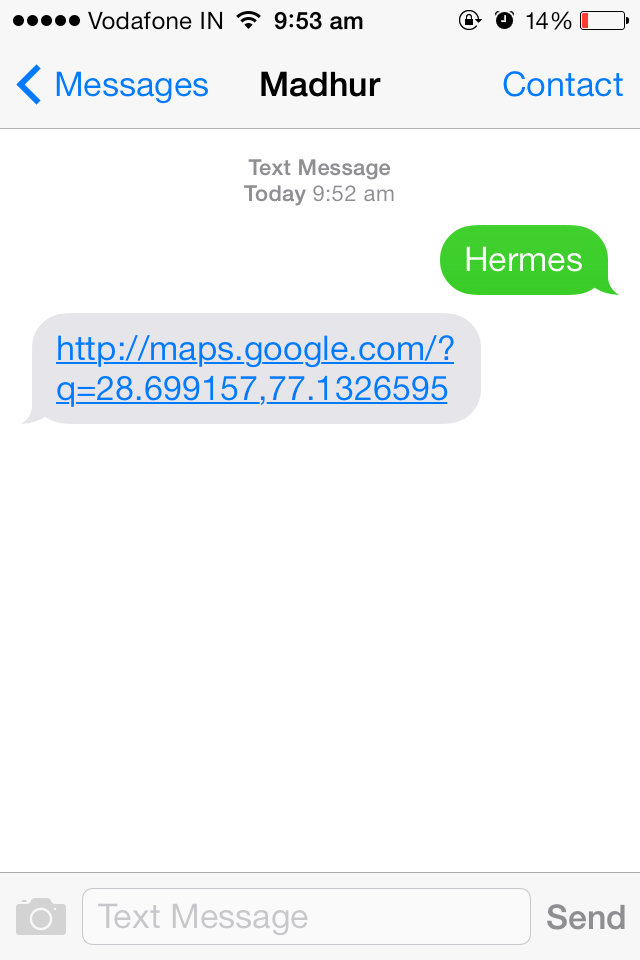 Vodafone IN 9:53 am 14%
Messages Madhur Contact
Text Message
Today 9:52 am
Hermes
http://maps.google.com/?
q=28.699157,77.1326595
Text Message Send